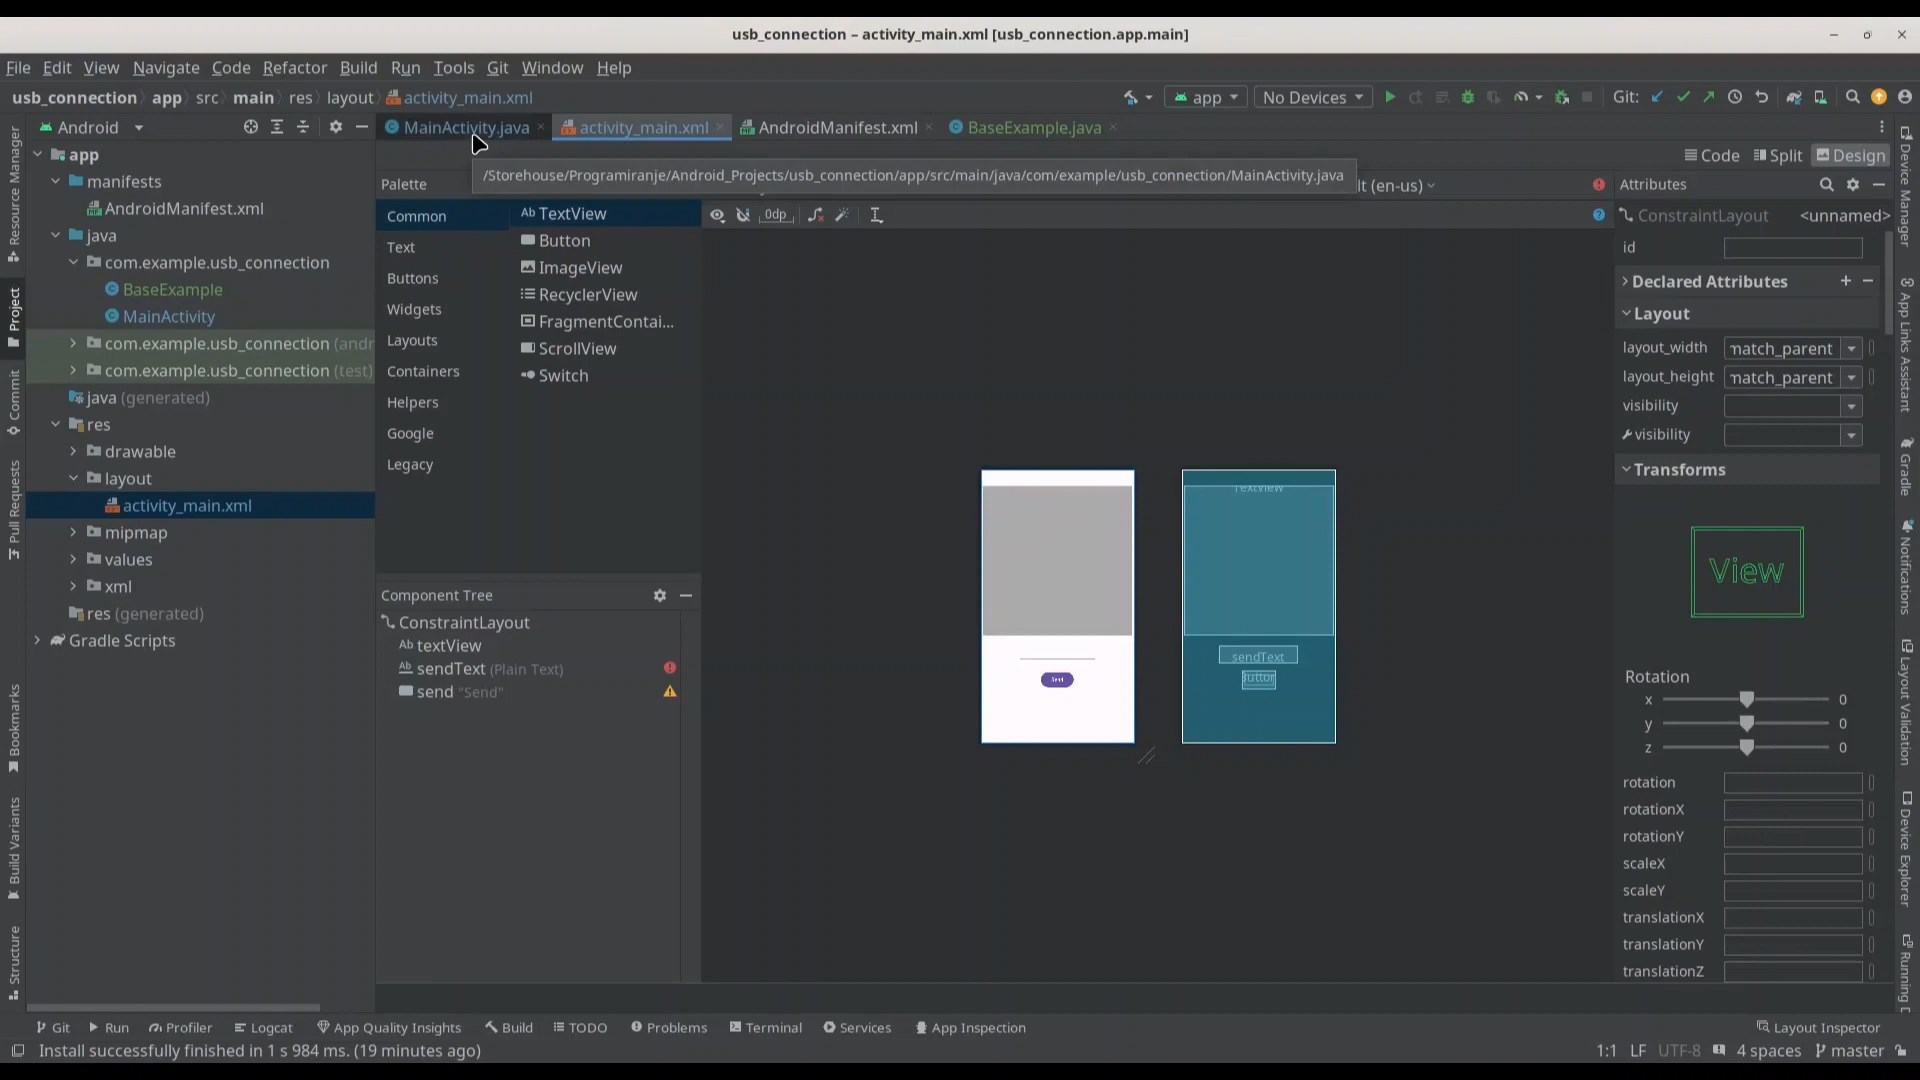 usb_connection – activity_main.xml [usb_connection.app.main]
File Edit View Navigate Code Refactor Build Run Tools Git Window Help
usb_connection app src main res layout activity_main.xml
app No Devices Git:
Android
MainActivity.java activity_main.xml AndroidManifest.xml BaseExample.java
Code Split Design
/Storehouse/Programiranje/Android_Projects/usb_connection/app/src/main/java/com/example/usb_connection/MainActivity.java
lt (en-us)
Resource Manager
Project
Commit
Pull Requests
Bookmarks
Build Variants
Structure
app
manifests
AndroidManifest.xml
java
com.example.usb_connection
BaseExample
MainActivity
com.example.usb_connection (andr
com.example.usb_connection (test)
java (generated)
res
drawable
layout
activity_main.xml
mipmap
values
xml
res (generated)
Gradle Scripts
Palette
Common
Text
Buttons
Widgets
Layouts
Containers
Helpers
Google
Legacy
Ab TextView
Button
ImageView
RecyclerView
FragmentContai...
ScrollView
Switch
0dp
Component Tree
ConstraintLayout
Ab textView
Ab sendText (Plain Text)
send "Send"
Send
TextView
sendText
Attributes
ConstraintLayout <unnamed>
id
Declared Attributes
Layout
layout_width match_parent
layout_height match_parent
visibility
visibility
Transforms
View
Rotation
x 0
y 0
z 0
rotation
rotationX
rotationY
scaleX
scaleY
translationX
translationY
translationZ
Device Manager
App Links Assistant
Gradle
Notifications
Layout Validation
Device Explorer
Running D
Git Run Profiler Logcat App Quality Insights Build TODO Problems Terminal Services App Inspection Layout Inspector
Install successfully finished in 1 s 984 ms. (19 minutes ago)
1:1 LF UTF-8 4 spaces master